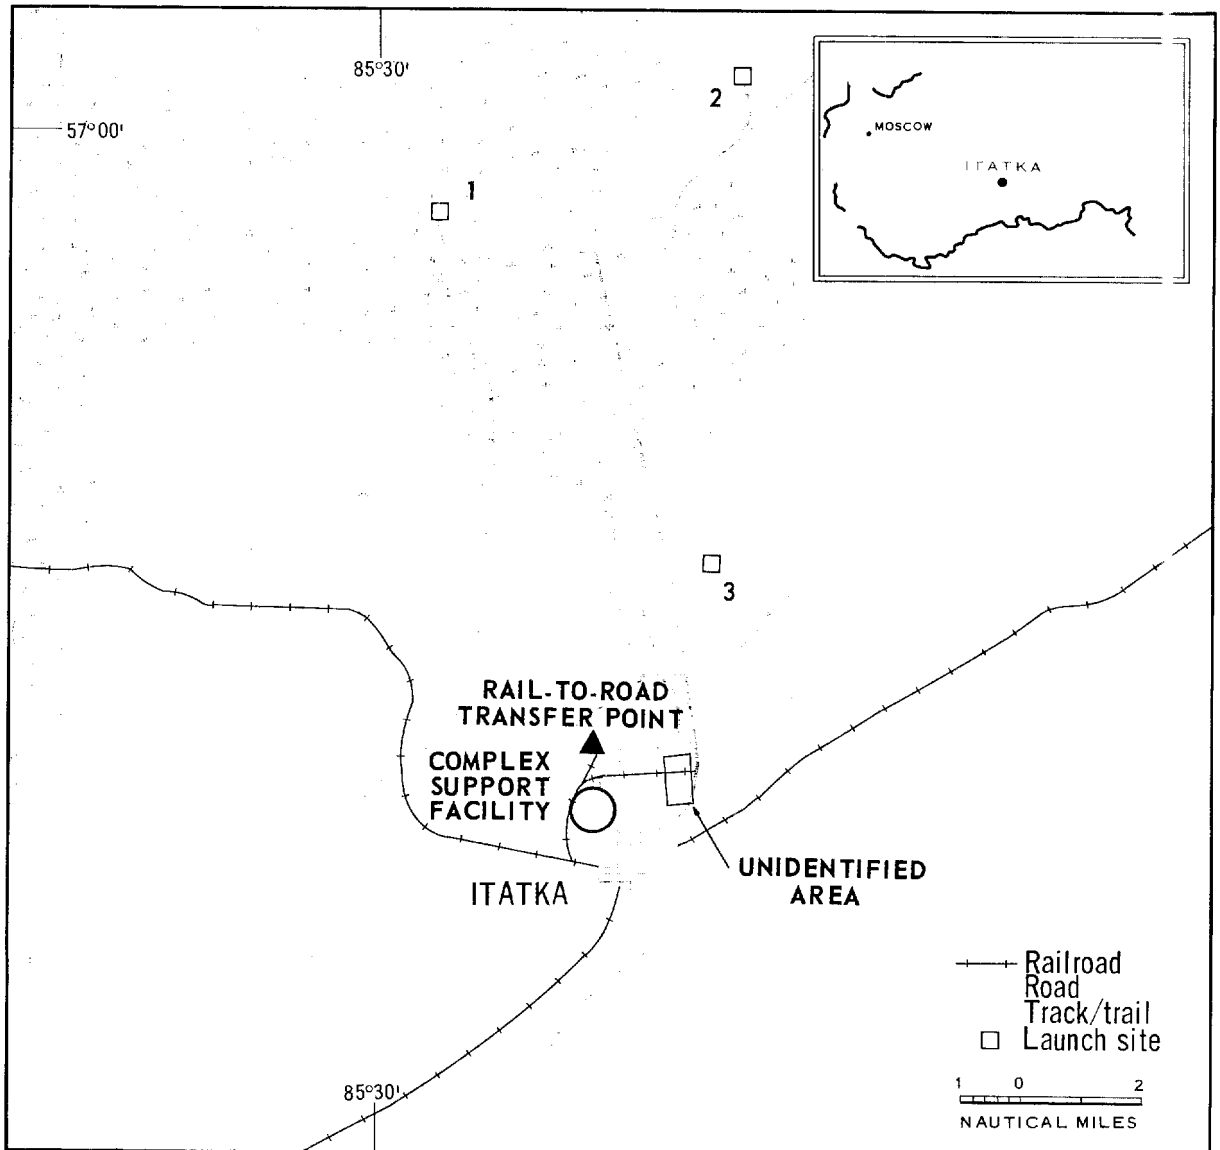 85°30'
2
57°00'
1
MOSCOW
ITATKA
3
RAIL-TO-ROAD
TRANSFER POINT
COMPLEX
SUPPORT
FACILITY
UNIDENTIFIED
AREA
ITATKA
Railroad
Road
Track/trail
Launch site
85°30'
1 0 2
NAUTICAL MILES